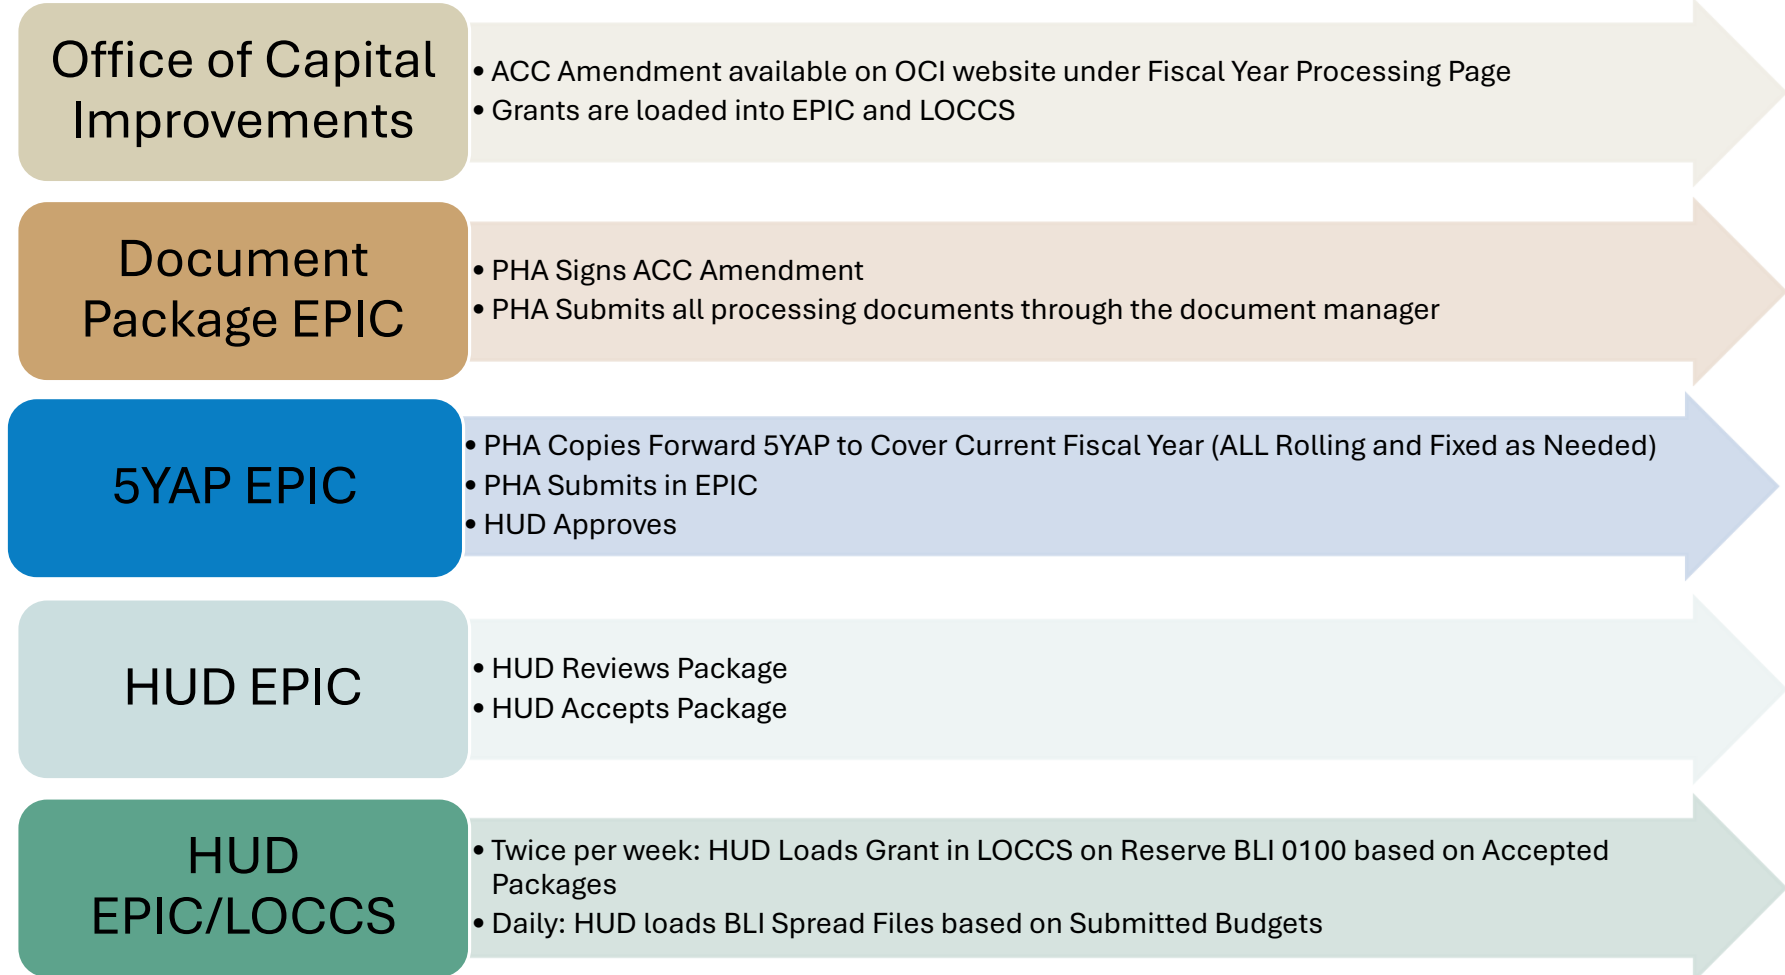 Office of Capital
Improvements
• ACC Amendment available on OCI website under Fiscal Year Processing Page
• Grants are loaded into EPIC and LOCCS
Document
Package EPIC
• PHA Signs ACC Amendment
• PHA Submits all processing documents through the document manager
5YAP EPIC
• PHA Copies Forward 5YAP to Cover Current Fiscal Year (ALL Rolling and Fixed as Needed)
• PHA Submits in EPIC
• HUD Approves
HUD EPIC
• HUD Reviews Package
• HUD Accepts Package
HUD
EPIC/LOCCS
• Twice per week: HUD Loads Grant in LOCCS on Reserve BLI 0100 based on Accepted
Packages
• Daily: HUD loads BLI Spread Files based on Submitted Budgets